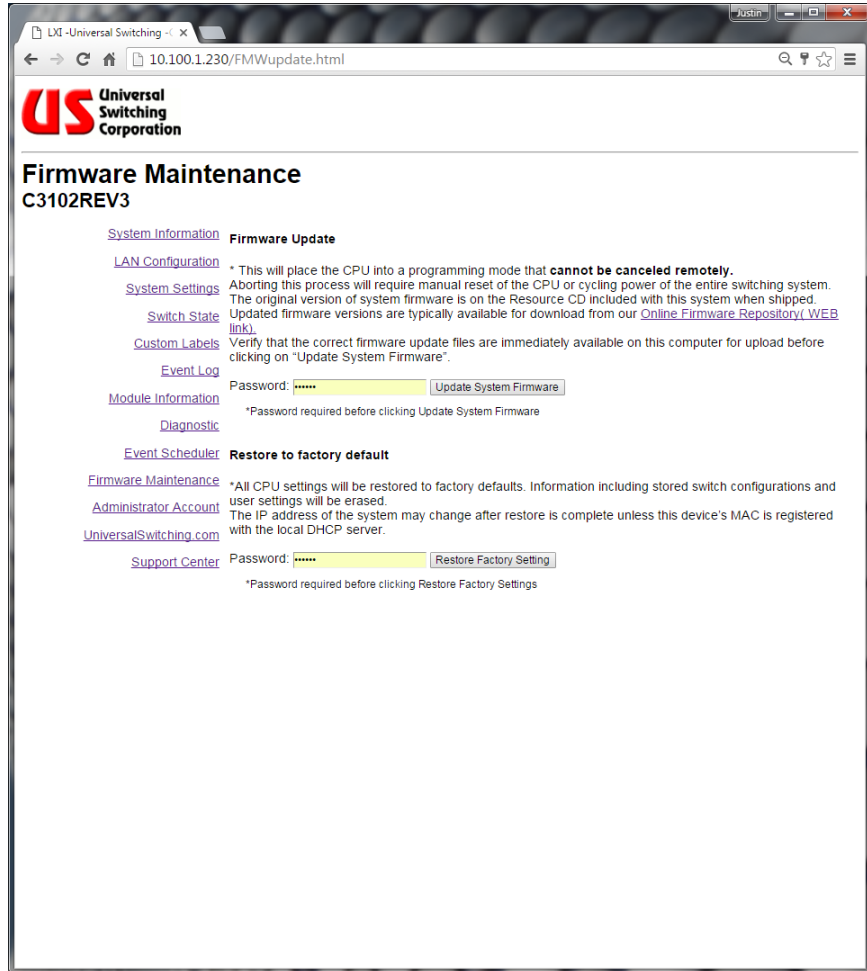 Justin
LXI -Universal Switching -(
10.100.1.230/FMWupdate.html
US
Universal
Switching
Corporation
Firmware Maintenance
C3102REV3
System Information
LAN Configuration
System Settings
Switch State
Custom Labels
Event Log
Module Information
Diagnostic
Event Scheduler
Firmware Maintenance
Administrator Account
UniversalSwitching.com
Support Center
Firmware Update
* This will place the CPU into a programming mode that cannot be canceled remotely.
Aborting this process will require manual reset of the CPU or cycling power of the entire switching system.
The original version of system firmware is on the Resource CD included with this system when shipped.
Updated firmware versions are typically available for download from our Online Firmware Repository( WEB
link).
Verify that the correct firmware update files are immediately available on this computer for upload before
clicking on “Update System Firmware”.
Password: •••••• Update System Firmware
*Password required before clicking Update System Firmware
Restore to factory default
*All CPU settings will be restored to factory defaults. Information including stored switch configurations and
user settings will be erased.
The IP address of the system may change after restore is complete unless this device's MAC is registered
with the local DHCP server.
Password: •••••• Restore Factory Setting
*Password required before clicking Restore Factory Settings